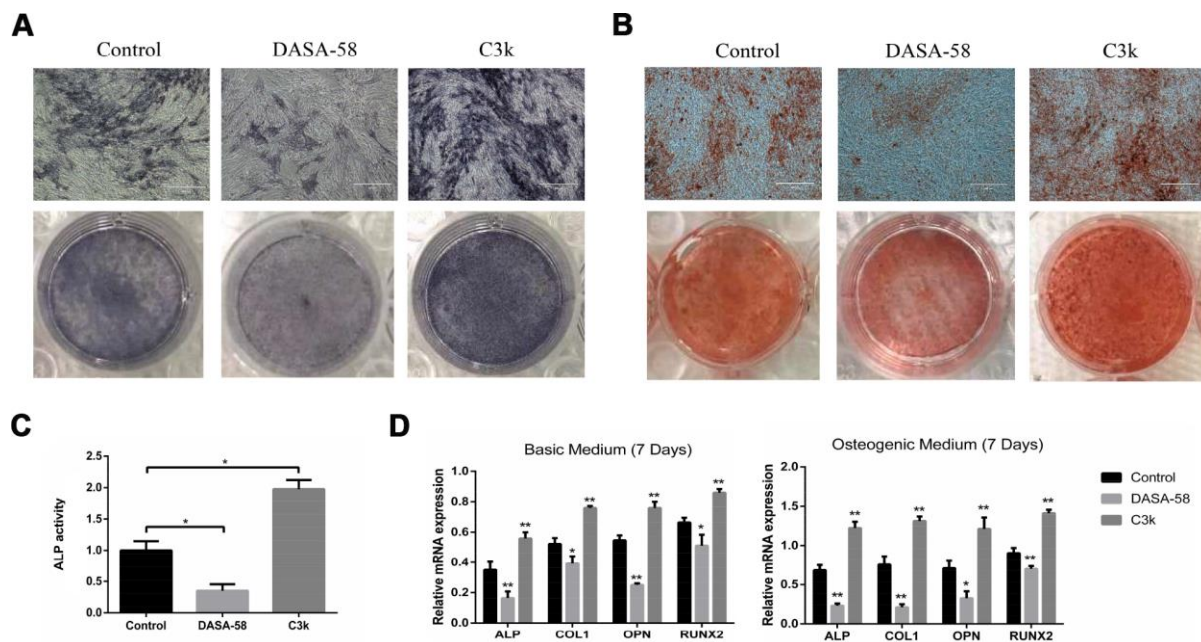 A
Control DASA-58 C3k
B
Control DASA-58 C3k
C
ALP activity
2.5
2.0
1.5
1.0
0.5
0.0
* *
Control DASA-58 C3k
D
Basic Medium (7 Days)
Relative mRNA expression
1.0
0.8
0.6
0.4
0.2
** ** * ** ** ** * **
ALP COL1 OPN RUNX2
Osteogenic Medium (7 Days)
Relative mRNA expression
2.0
1.5
1.0
0.5
0.0
** ** ** ** * ** ** **
ALP COL1 OPN RUNX2
Control
DASA-58
C3k